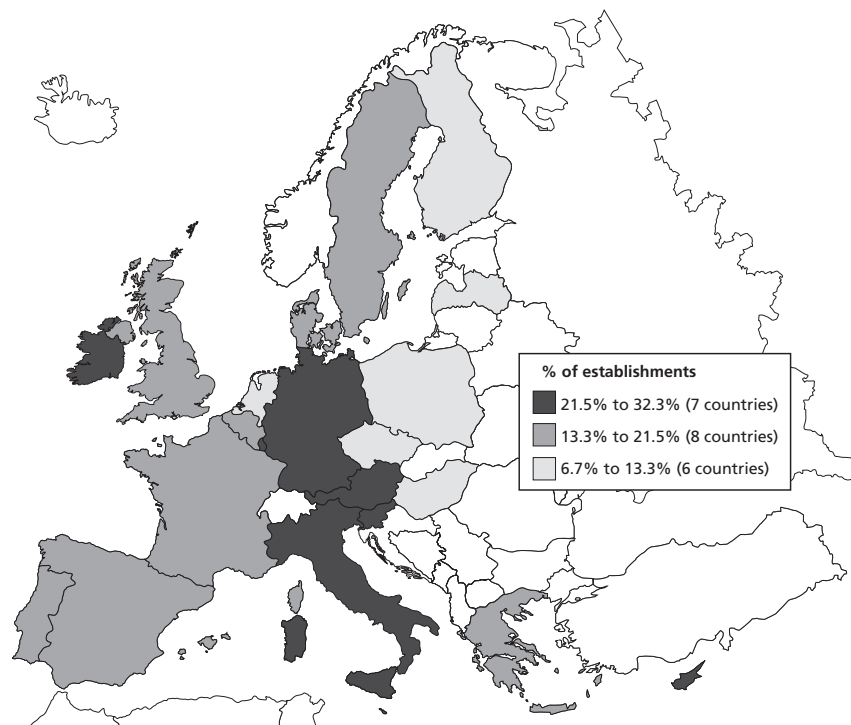 % of establishments
21.5% to 32.3% (7 countries)
13.3% to 21.5% (8 countries)
6.7% to 13.3% (6 countries)